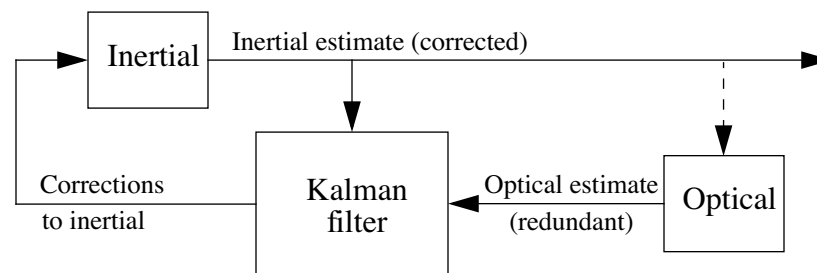 Inertial
Inertial estimate (corrected)
Corrections
to inertial
Kalman
filter
Optical estimate
(redundant)
Optical